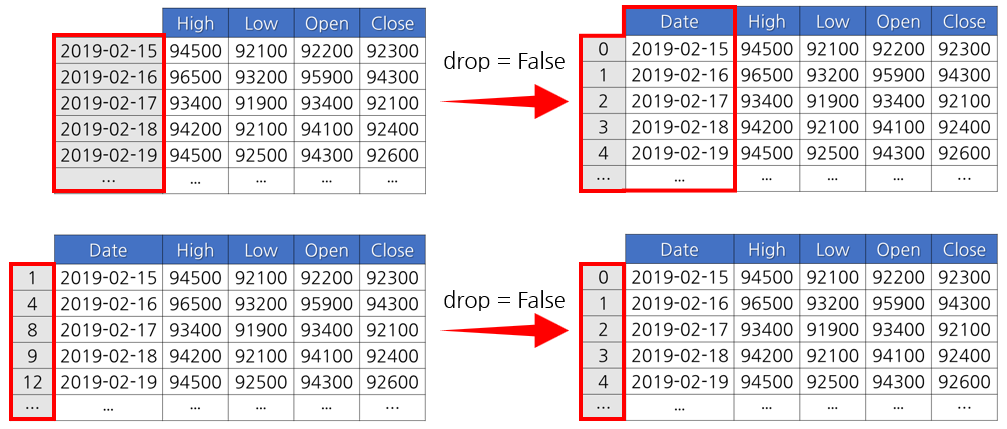 High Low Open Close
2019-02-15 94500 92100 92200 92300
2019-02-16 96500 93200 95900 94300
2019-02-17 93400 91900 93400 92100
2019-02-18 94200 92100 94100 92400
2019-02-19 94500 92500 94300 92600
... ... ... ... ...
drop = False
Date High Low Open Close
0 2019-02-15 94500 92100 92200 92300
1 2019-02-16 96500 93200 95900 94300
2 2019-02-17 93400 91900 93400 92100
3 2019-02-18 94200 92100 94100 92400
4 2019-02-19 94500 92500 94300 92600
... ... ... ... ... ...
Date High Low Open Close
1 2019-02-15 94500 92100 92200 92300
4 2019-02-16 96500 93200 95900 94300
8 2019-02-17 93400 91900 93400 92100
9 2019-02-18 94200 92100 94100 92400
12 2019-02-19 94500 92500 94300 92600
... ... ... ... ... ...
drop = False
Date High Low Open Close
0 2019-02-15 94500 92100 92200 92300
1 2019-02-16 96500 93200 95900 94300
2 2019-02-17 93400 91900 93400 92100
3 2019-02-18 94200 92100 94100 92400
4 2019-02-19 94500 92500 94300 92600
... ... ... ... ... ...